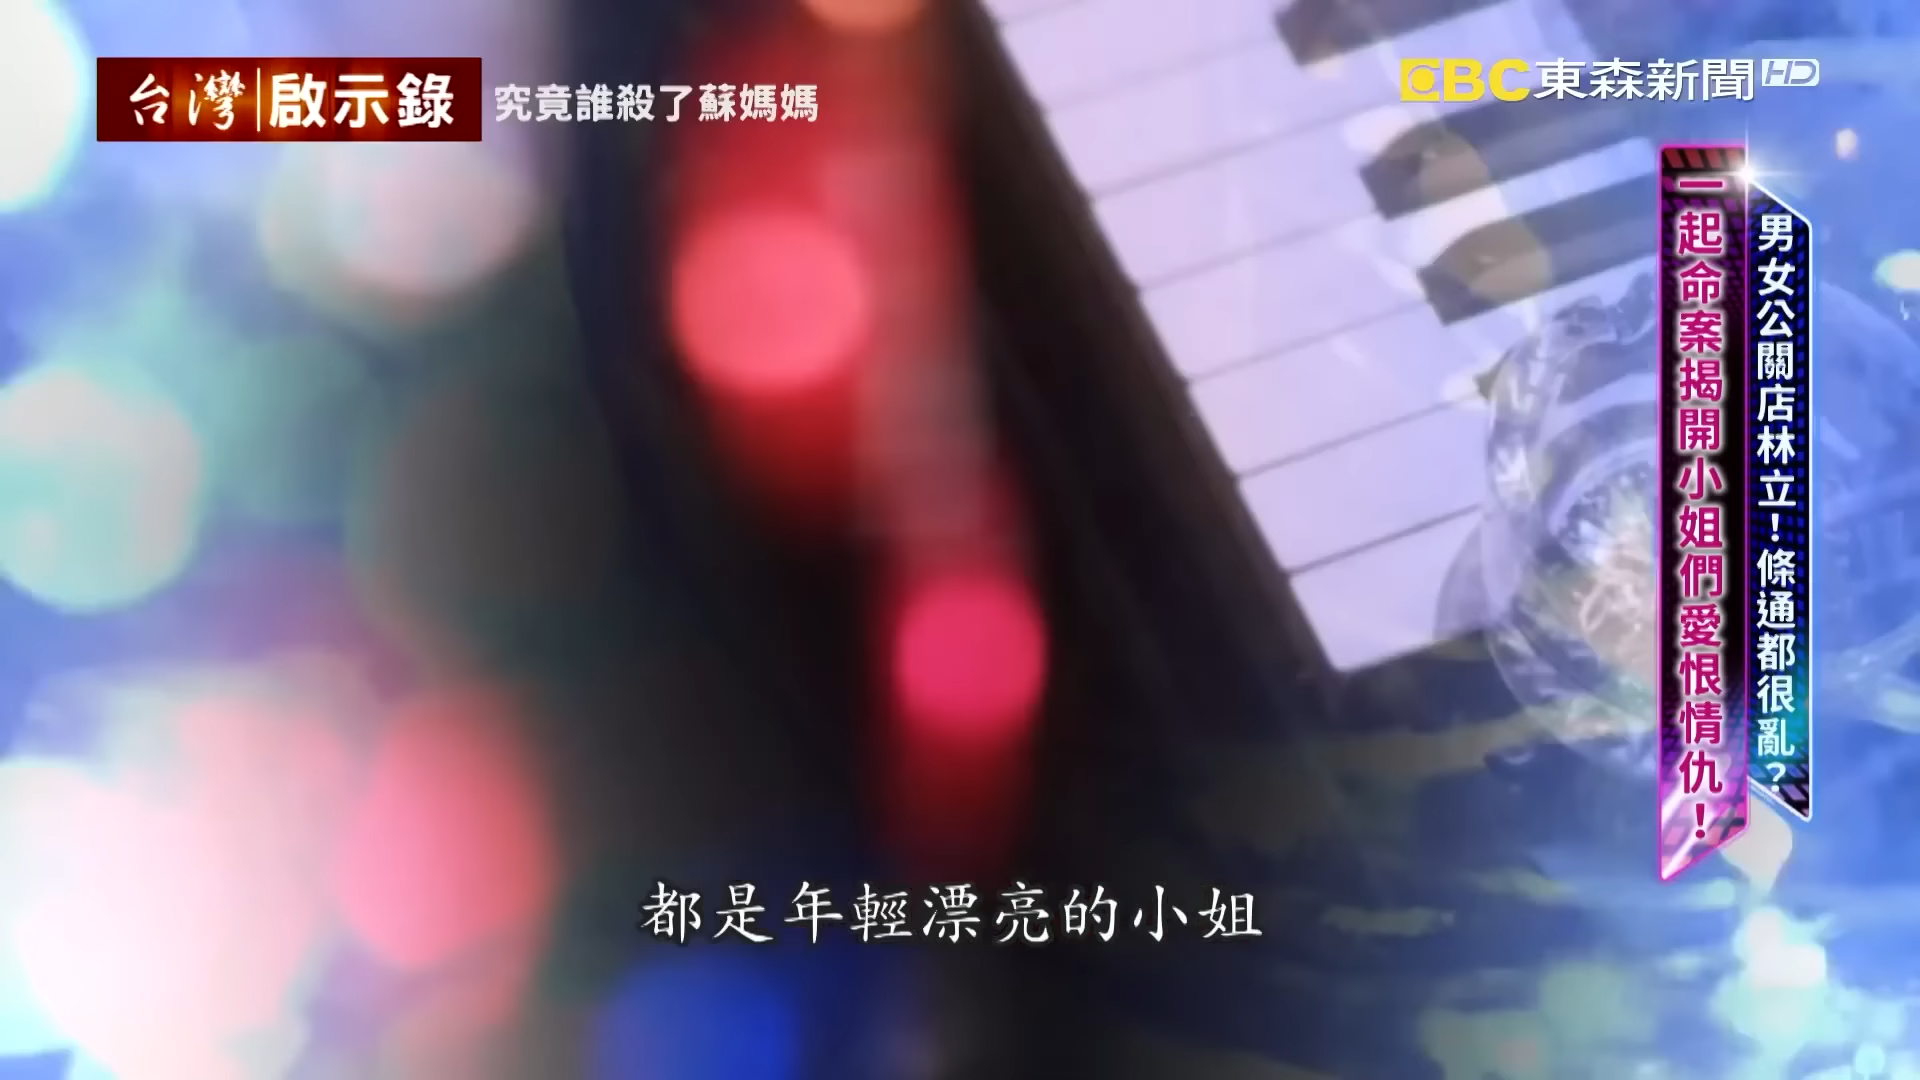 台灣|啟示錄
究竟誰殺了蘇媽媽
EBC東森新聞HD
男女公關店林立！條通都很亂？
一起命案揭開小姐們愛恨情仇！
都是年輕漂亮的小姐